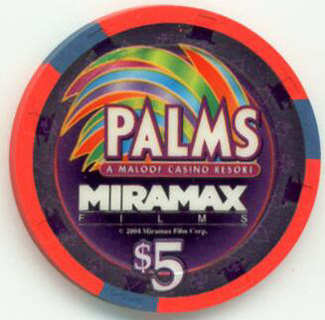 PALMS
A MALOOF CASINO RESORT
MIRAMAX
FILMS
© 2004 Miramax Film Corp.
$5